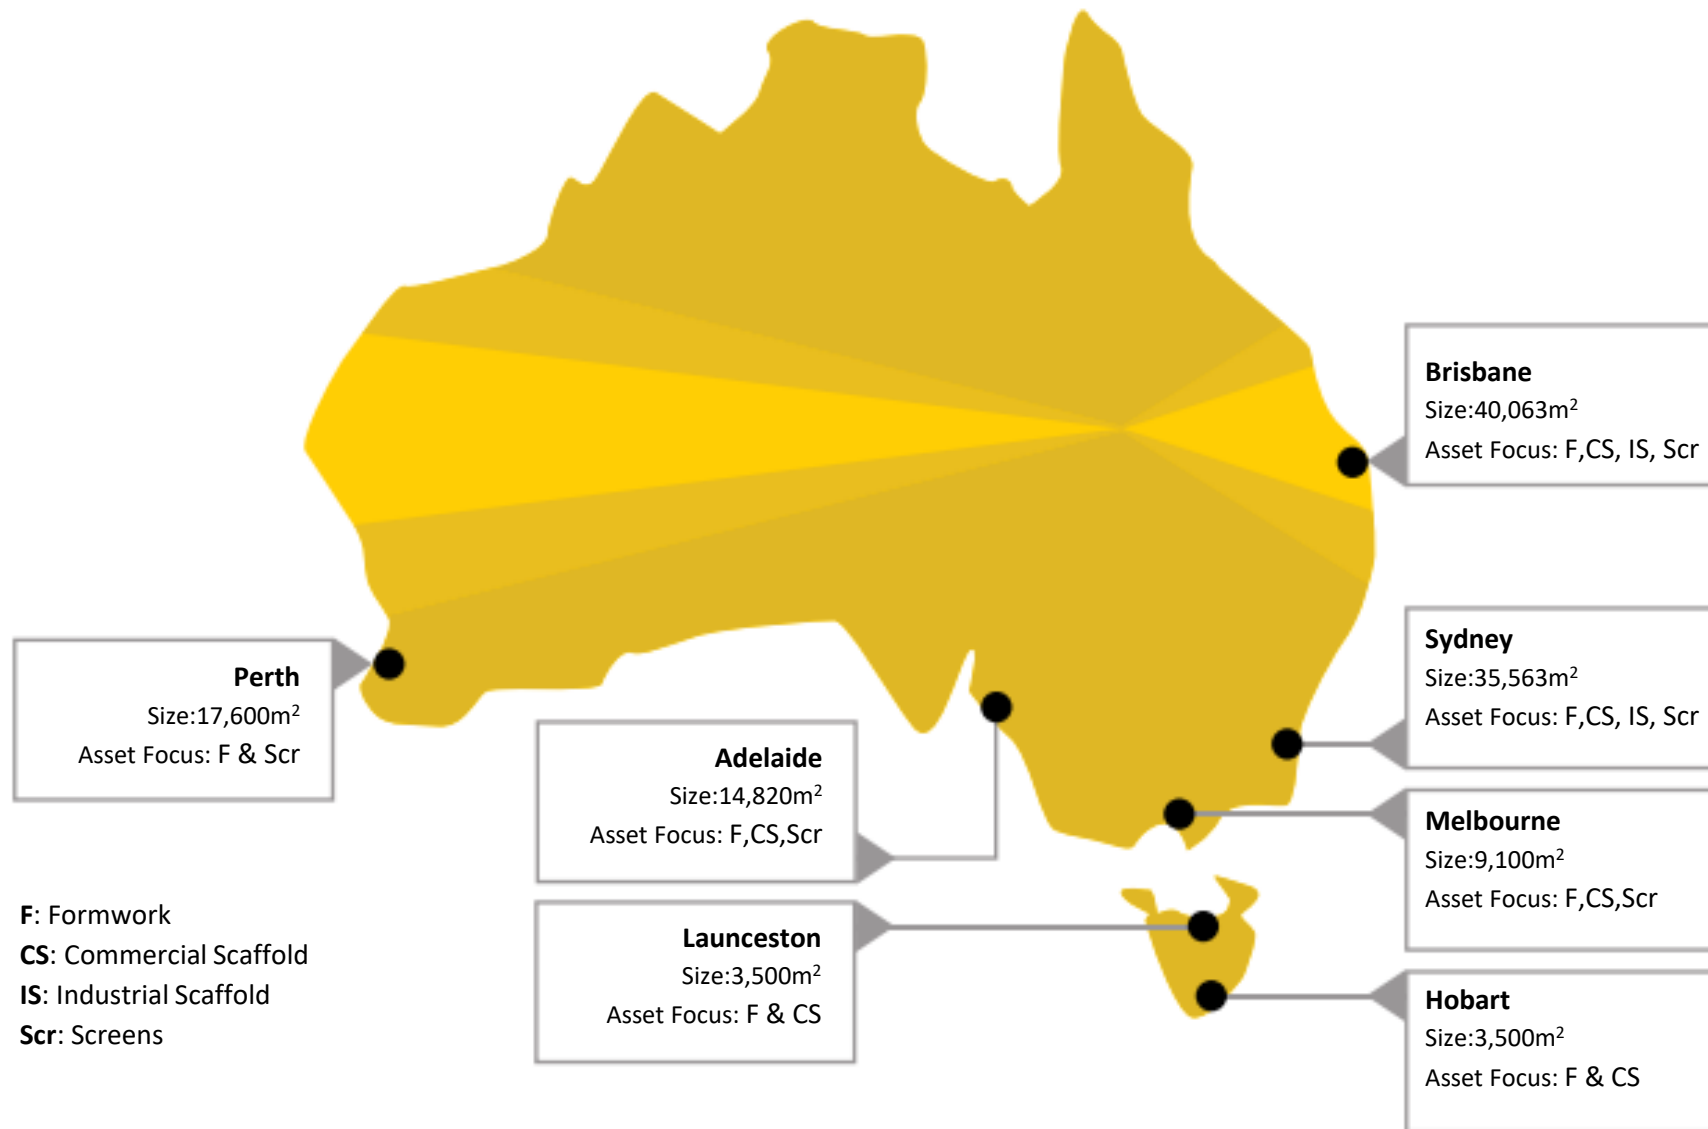 Brisbane
Size:40,063m²
Asset Focus: F,CS, IS, Scr
Sydney
Size:35,563m²
Asset Focus: F,CS, IS, Scr
Perth
Size:17,600m²
Asset Focus: F & Scr
Adelaide
Size:14,820m²
Asset Focus: F,CS,Scr
Melbourne
Size:9,100m²
Asset Focus: F,CS,Scr
Launceston
Size:3,500m²
Asset Focus: F & CS
Hobart
Size:3,500m²
Asset Focus: F & CS
F: Formwork
CS: Commercial Scaffold
IS: Industrial Scaffold
Scr: Screens